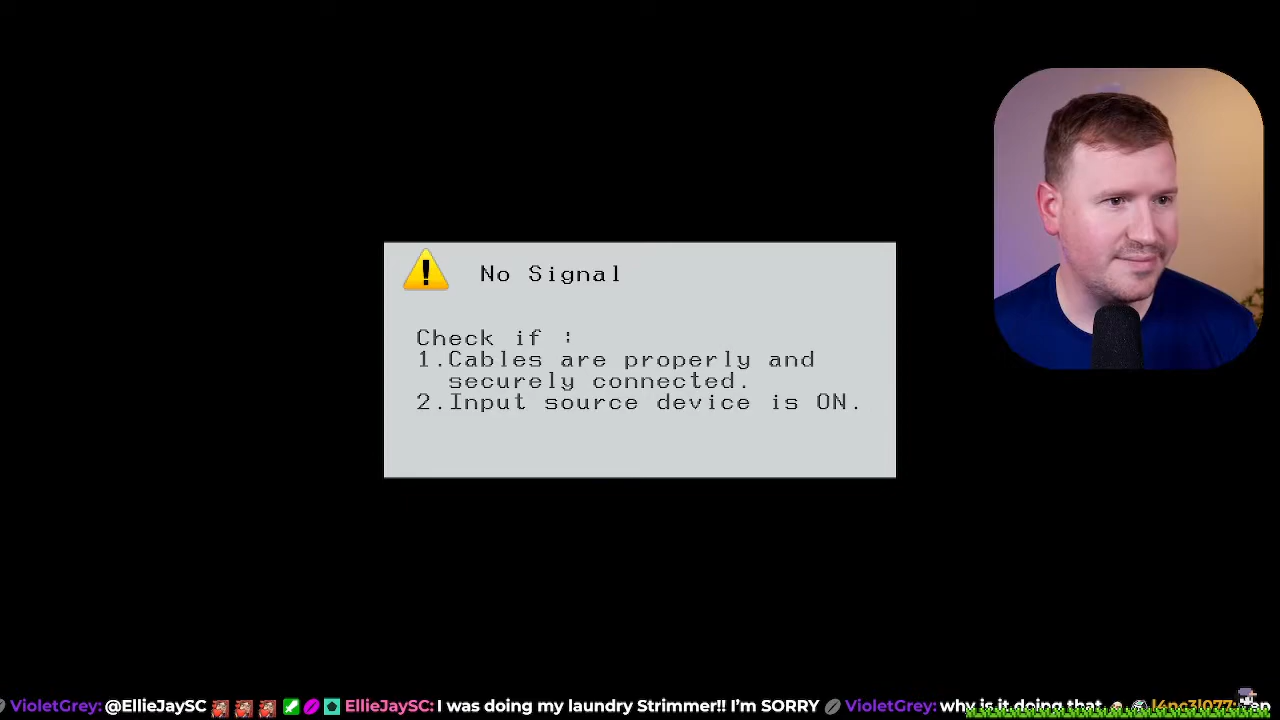 No Signal
Check if :
1.Cables are properly and
securely connected.
2.Input source device is ON.
VioletGrey: @EllieJaySC EllieJaySC: I was doing my laundry Strimmer!! I'm SORRY VioletGrey: why is it doing that